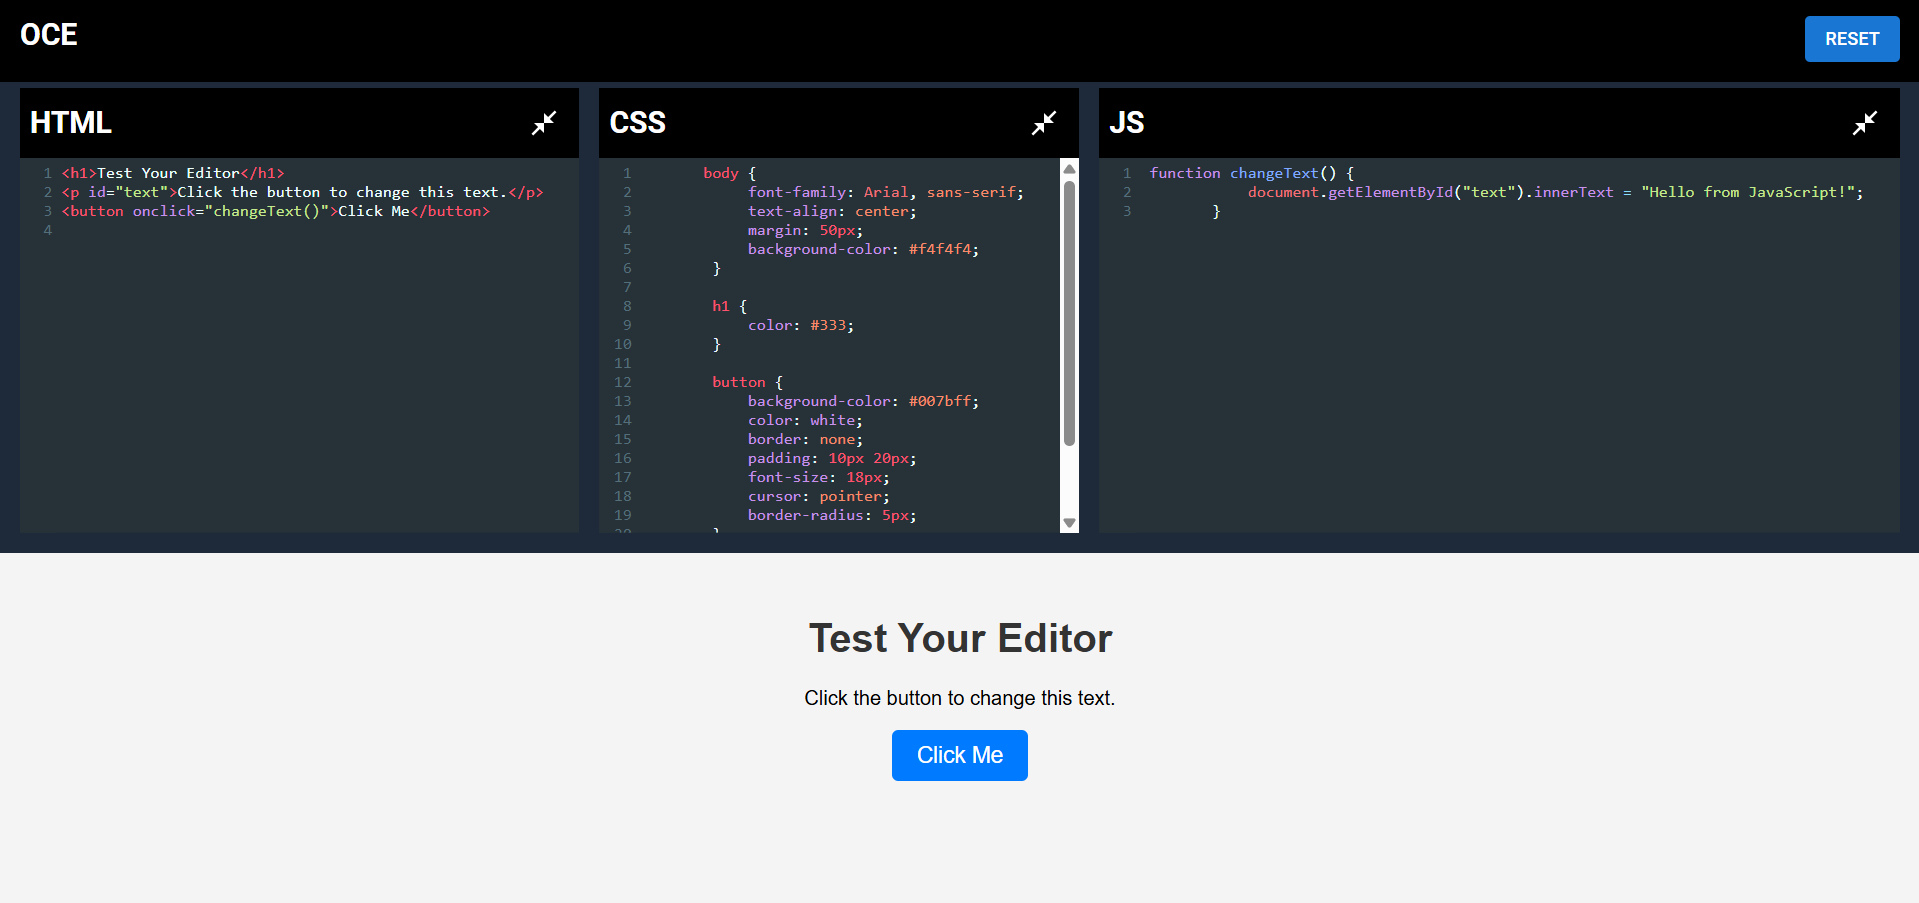 OCE
RESET
HTML
1 <h1>Test Your Editor</h1>
2 <p id="text">Click the button to change this text.</p>
3 <button onclick="changeText()">Click Me</button>
4
CSS
1 body {
2 font-family: Arial, sans-serif;
3 text-align: center;
4 margin: 50px;
5 background-color: #f4f4f4;
6 }
7
8 h1 {
9 color: #333;
10 }
11
12 button {
13 background-color: #007bff;
14 color: white;
15 border: none;
16 padding: 10px 20px;
17 font-size: 18px;
18 cursor: pointer;
19 border-radius: 5px;
20 }
JS
1 function changeText() {
2 document.getElementById("text").innerText = "Hello from JavaScript!";
3 }
Test Your Editor
Click the button to change this text.
Click Me